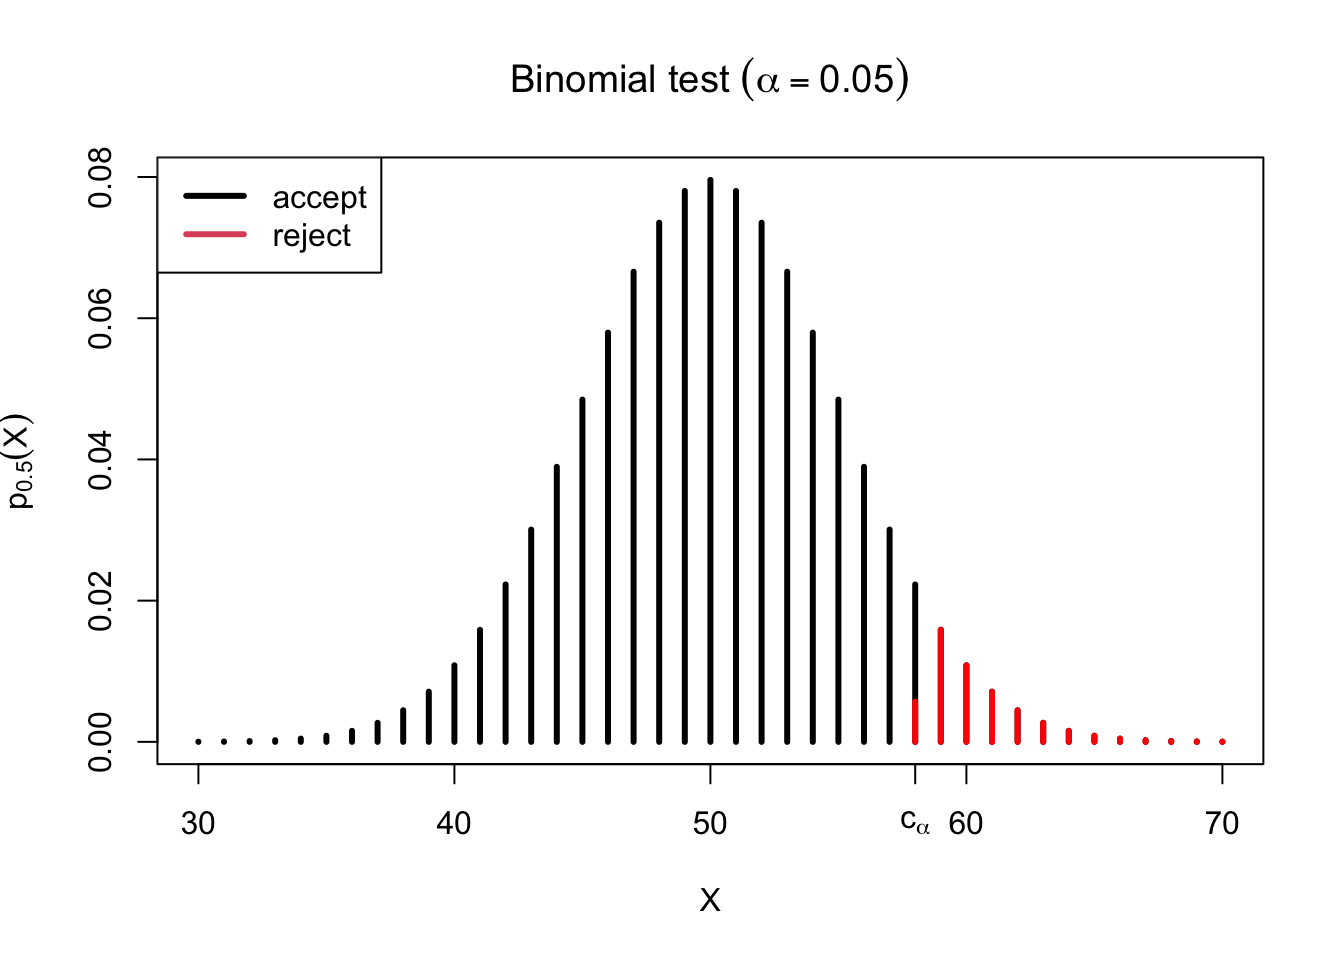 Binomial test (α = 0.05)
accept
reject
p₀.₅(X)
0.08
0.06
0.04
0.02
0.00
30 40 50 cα 60 70
X